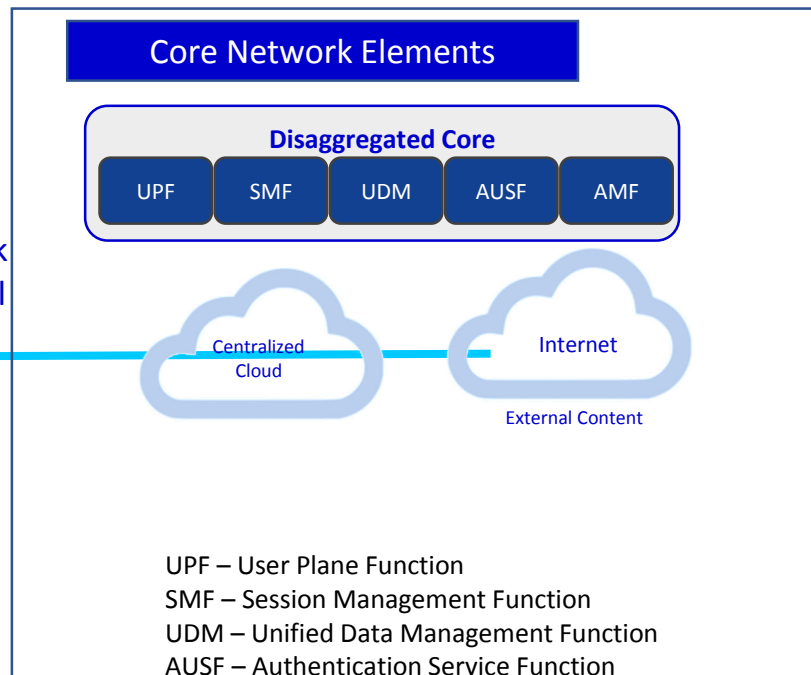 Core Network Elements
Disaggregated Core
UPF SMF UDM AUSF AMF
k
l
Centralized
Cloud
Internet
External Content
UPF – User Plane Function
SMF – Session Management Function
UDM – Unified Data Management Function
AUSF – Authentication Service Function